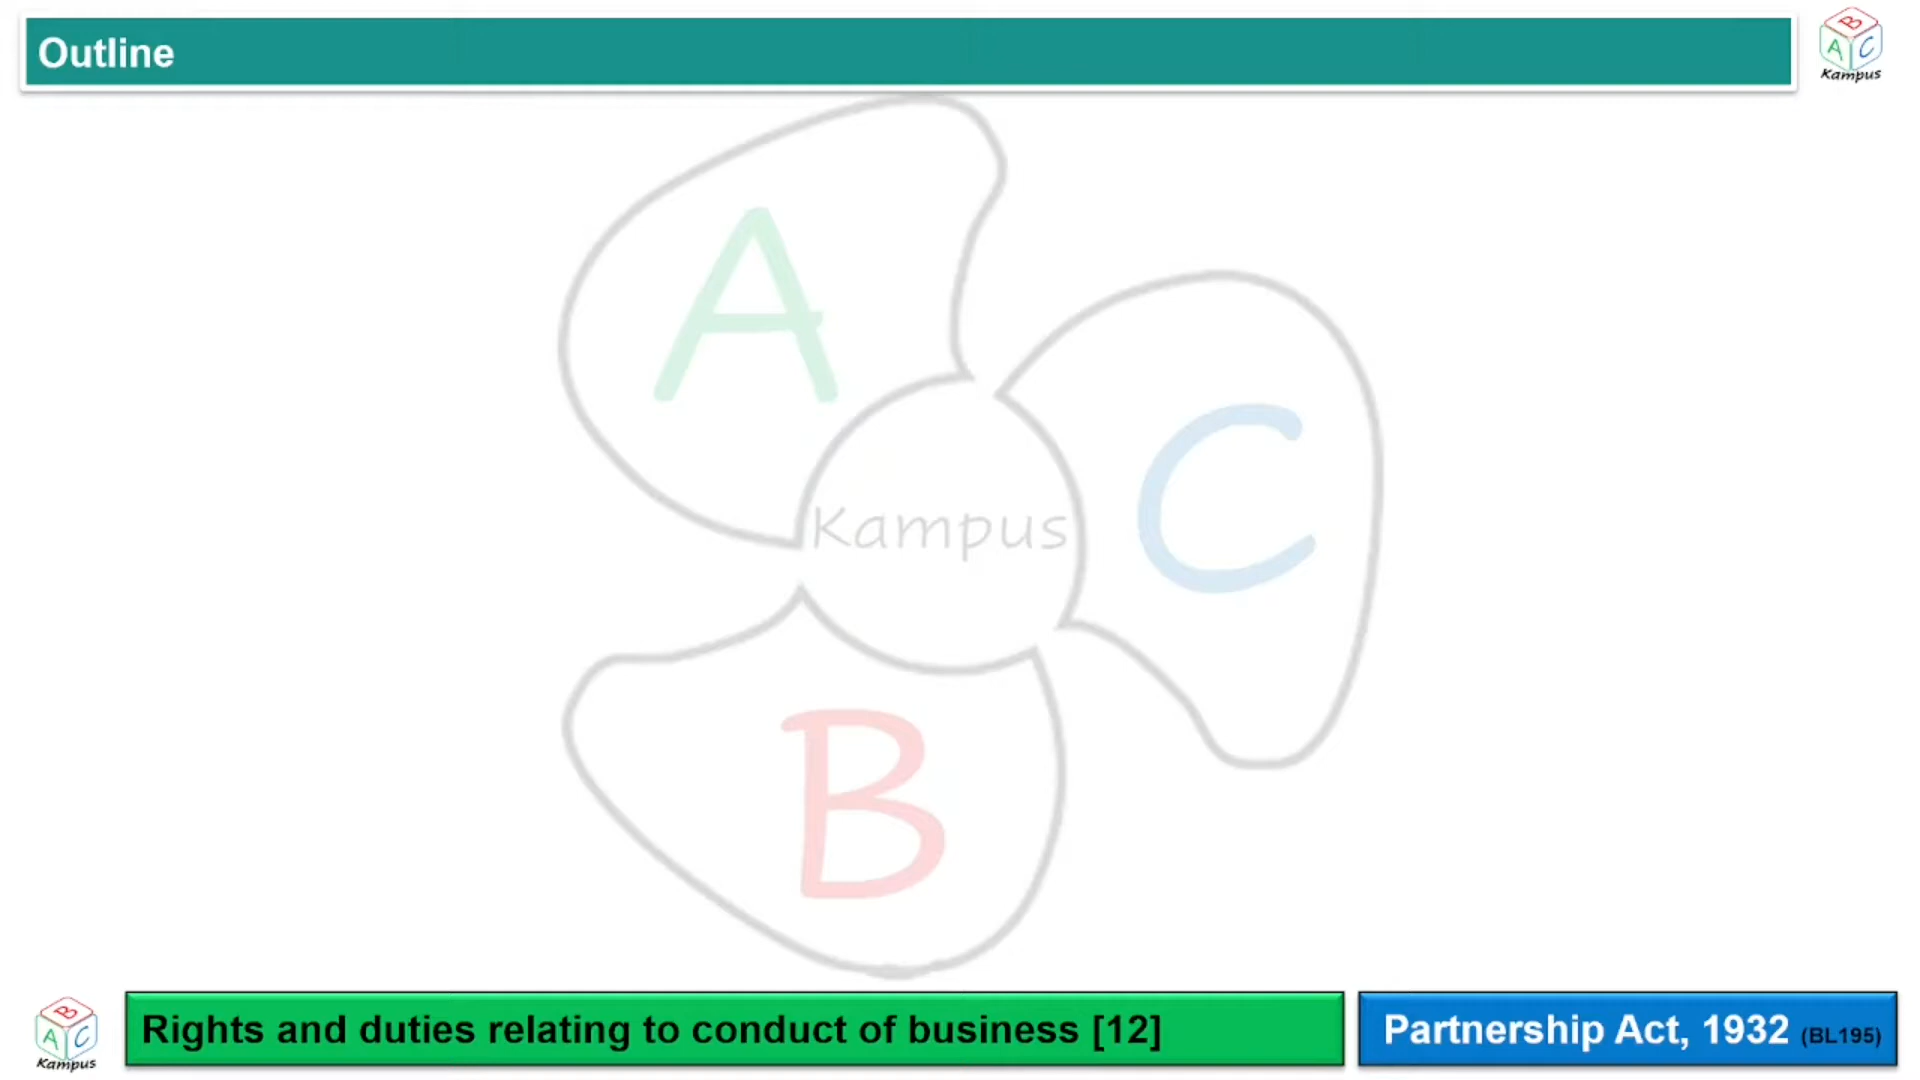 Outline
B
A C
Kampus
A
C
Kampus
B
B
A C
Kampus
Rights and duties relating to conduct of business [12]
Partnership Act, 1932 (BL195)